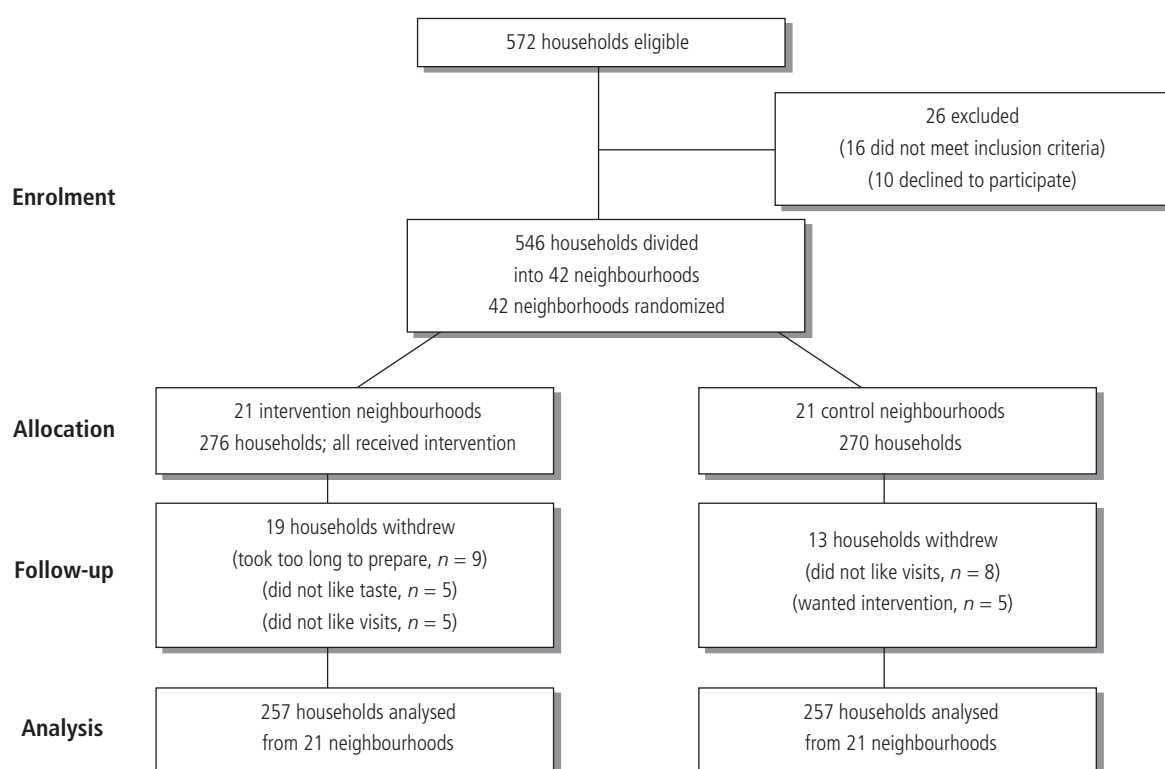 572 households eligible
26 excluded
(16 did not meet inclusion criteria)
(10 declined to participate)
Enrolment
546 households divided
into 42 neighbourhoods
42 neighborhoods randomized
Allocation
21 intervention neighbourhoods
276 households; all received intervention
21 control neighbourhoods
270 households
Follow-up
19 households withdrew
(took too long to prepare, n = 9)
(did not like taste, n = 5)
(did not like visits, n = 5)
13 households withdrew
(did not like visits, n = 8)
(wanted intervention, n = 5)
Analysis
257 households analysed
from 21 neighbourhoods
257 households analysed
from 21 neighbourhoods